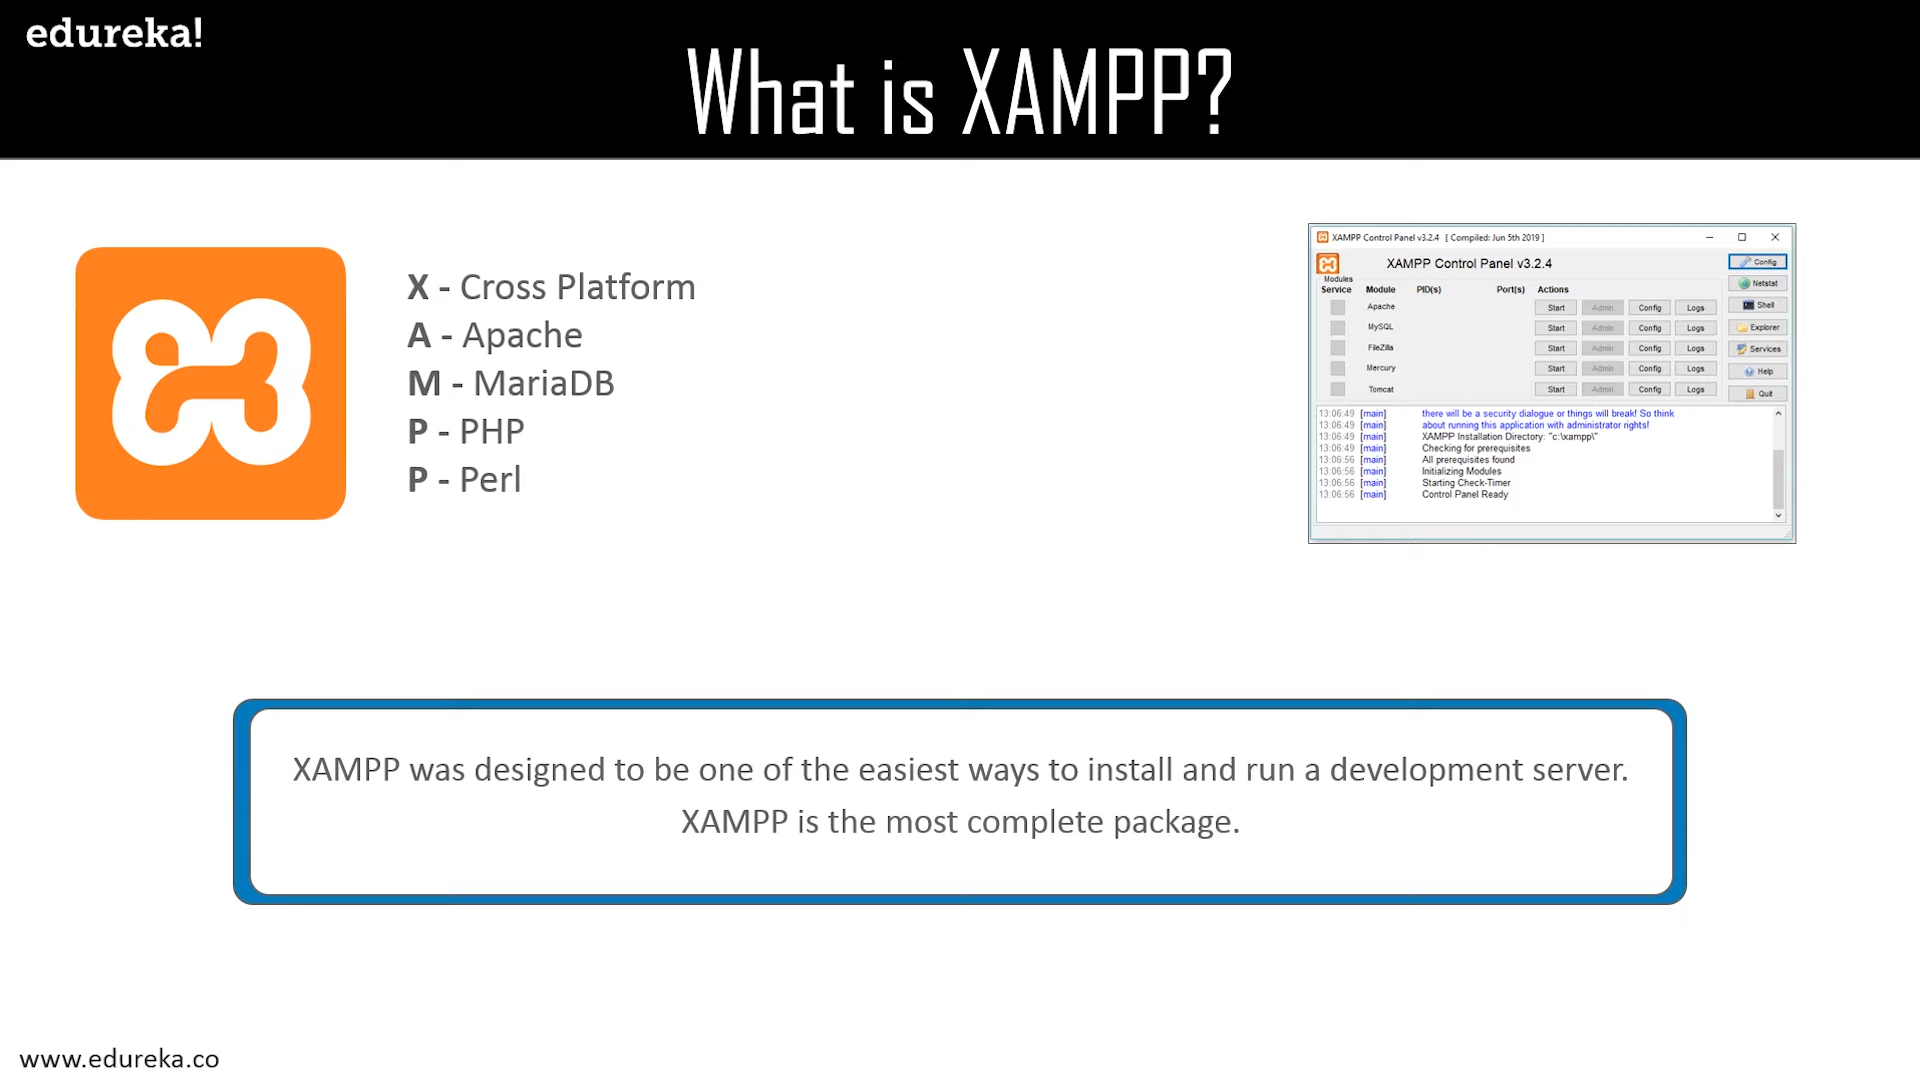 edureka!
What is XAMPP?
X - Cross Platform
A - Apache
M - MariaDB
P - PHP
P - Perl
XAMPP Control Panel v3.2.4 [ Compiled: Jun 5th 2019 ]
XAMPP Control Panel v3.2.4
Config
Modules
Service Module PID(s) Port(s) Actions
Netstat
Apache Start Admin Config Logs
Shell
MySQL Start Admin Config Logs
Explorer
FileZilla Start Admin Config Logs
Services
Mercury Start Admin Config Logs
Help
Tomcat Start Admin Config Logs
Quit
13:06:49 [main] there will be a security dialogue or things will break! So think
13:06:49 [main] about running this application with administrator rights!
13:06:49 [main] XAMPP Installation Directory: "c:\xampp\"
13:06:49 [main] Checking for prerequisites
13:06:56 [main] All prerequisites found
13:06:56 [main] Initializing Modules
13:06:56 [main] Starting Check-Timer
13:06:56 [main] Control Panel Ready
XAMPP was designed to be one of the easiest ways to install and run a development server.
XAMPP is the most complete package.
www.edureka.co